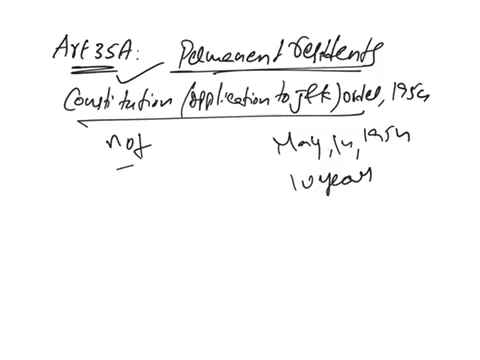 Art 35A: Permanent residents
Constitution (application to J&K) order, 1954
not
May, 14, 1954
10 years